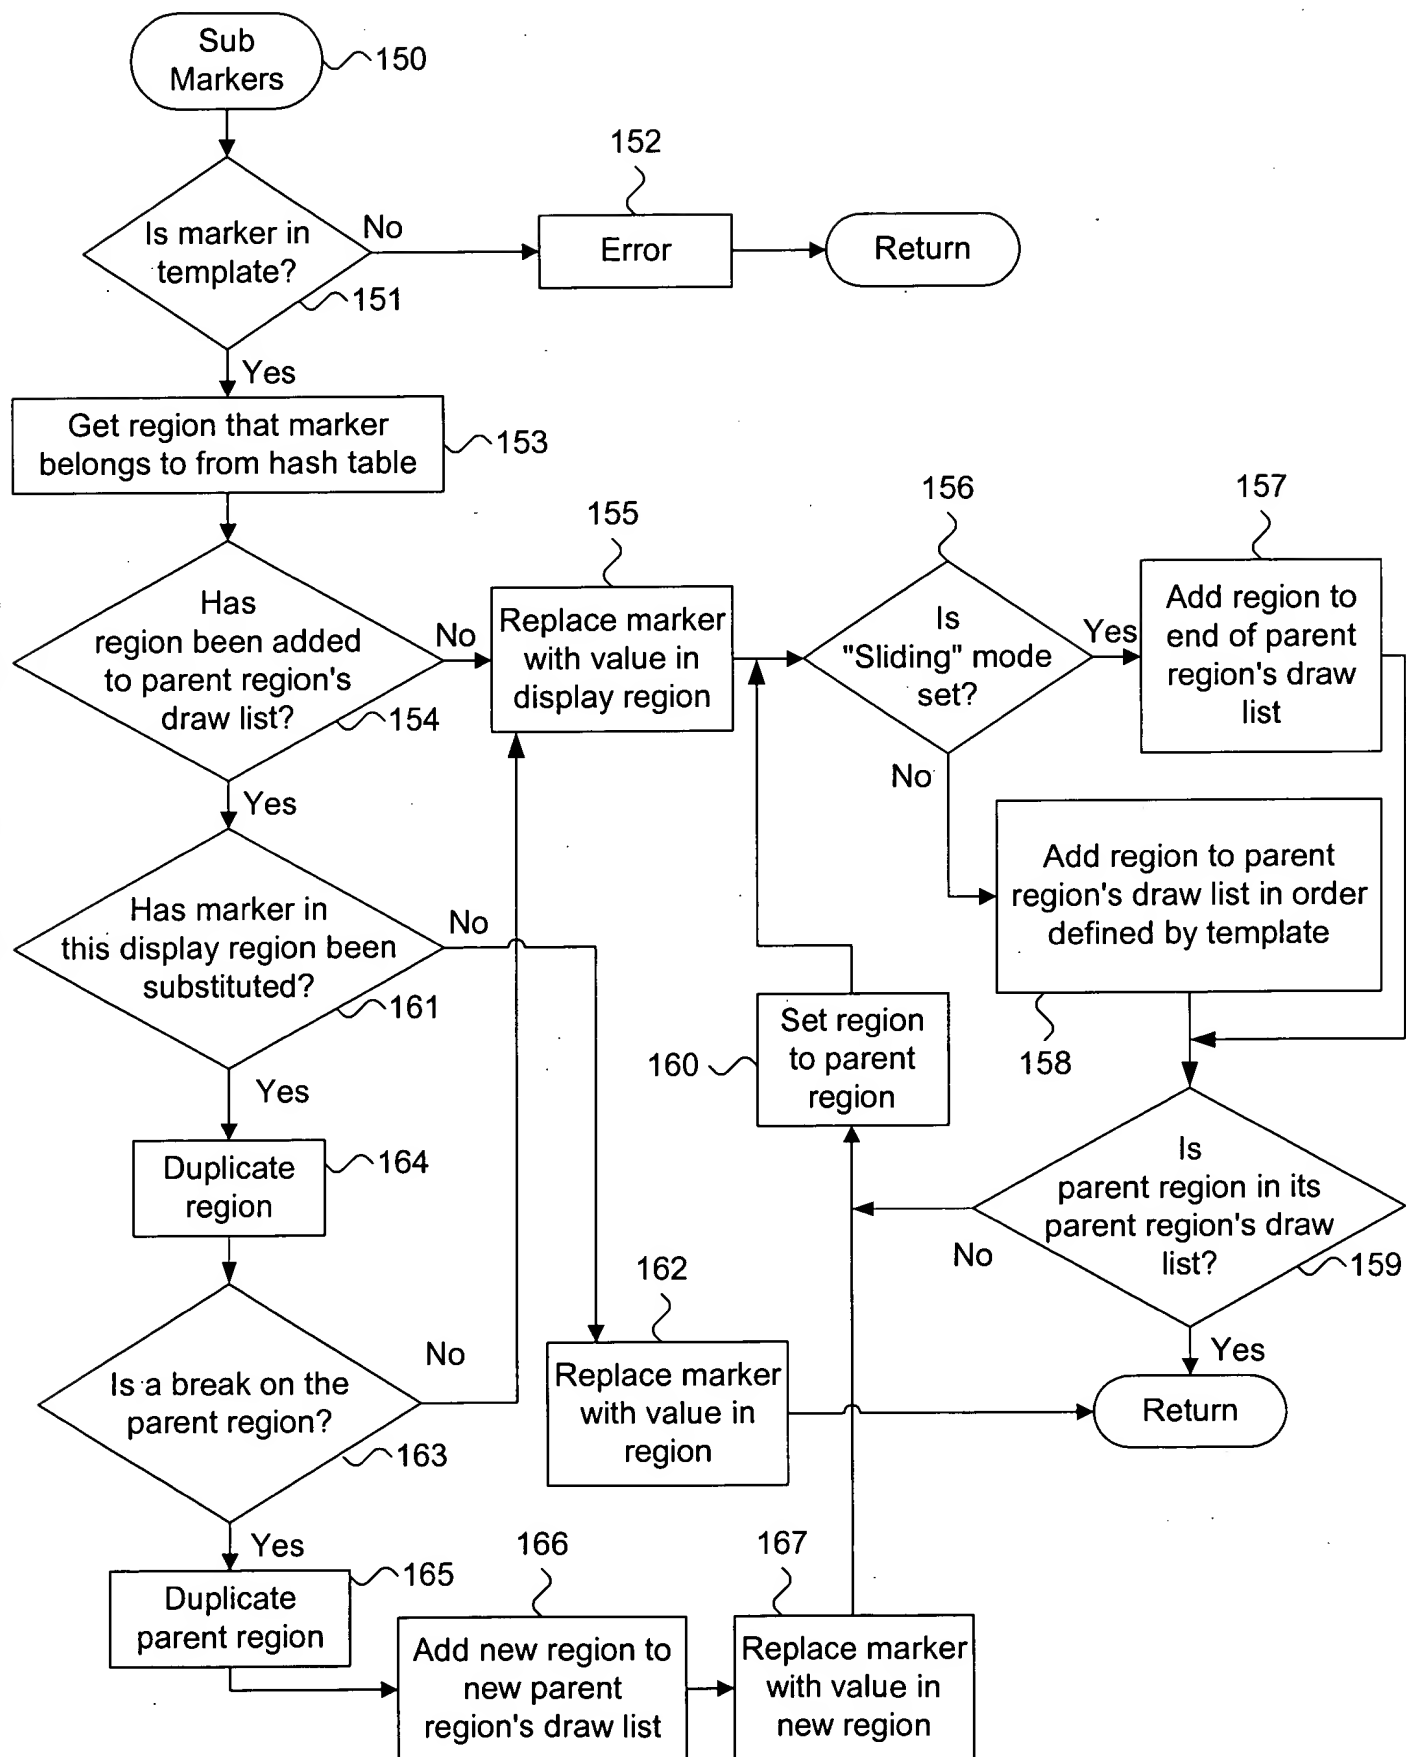 Sub
Markers
150
Is marker in
template?
151
No
152
Error
Return
Yes
Get region that marker
belongs to from hash table
153
Has
region been added
to parent region's
draw list?
154
No
155
Replace marker
with value in
display region
156
Is
"Sliding" mode
set?
Yes
157
Add region to
end of parent
region's draw
list
No
Add region to parent
region's draw list in order
defined by template
158
Yes
Has marker in
this display region been
substituted?
161
No
160
Set region
to parent
region
Is
parent region in its
parent region's draw
list?
159
No
Yes
Return
Yes
Duplicate
region
164
162
Replace marker
with value in
region
Is a break on the
parent region?
163
No
Yes
Duplicate
parent region
165
166
Add new region to
new parent
region's draw list
167
Replace marker
with value in
new region